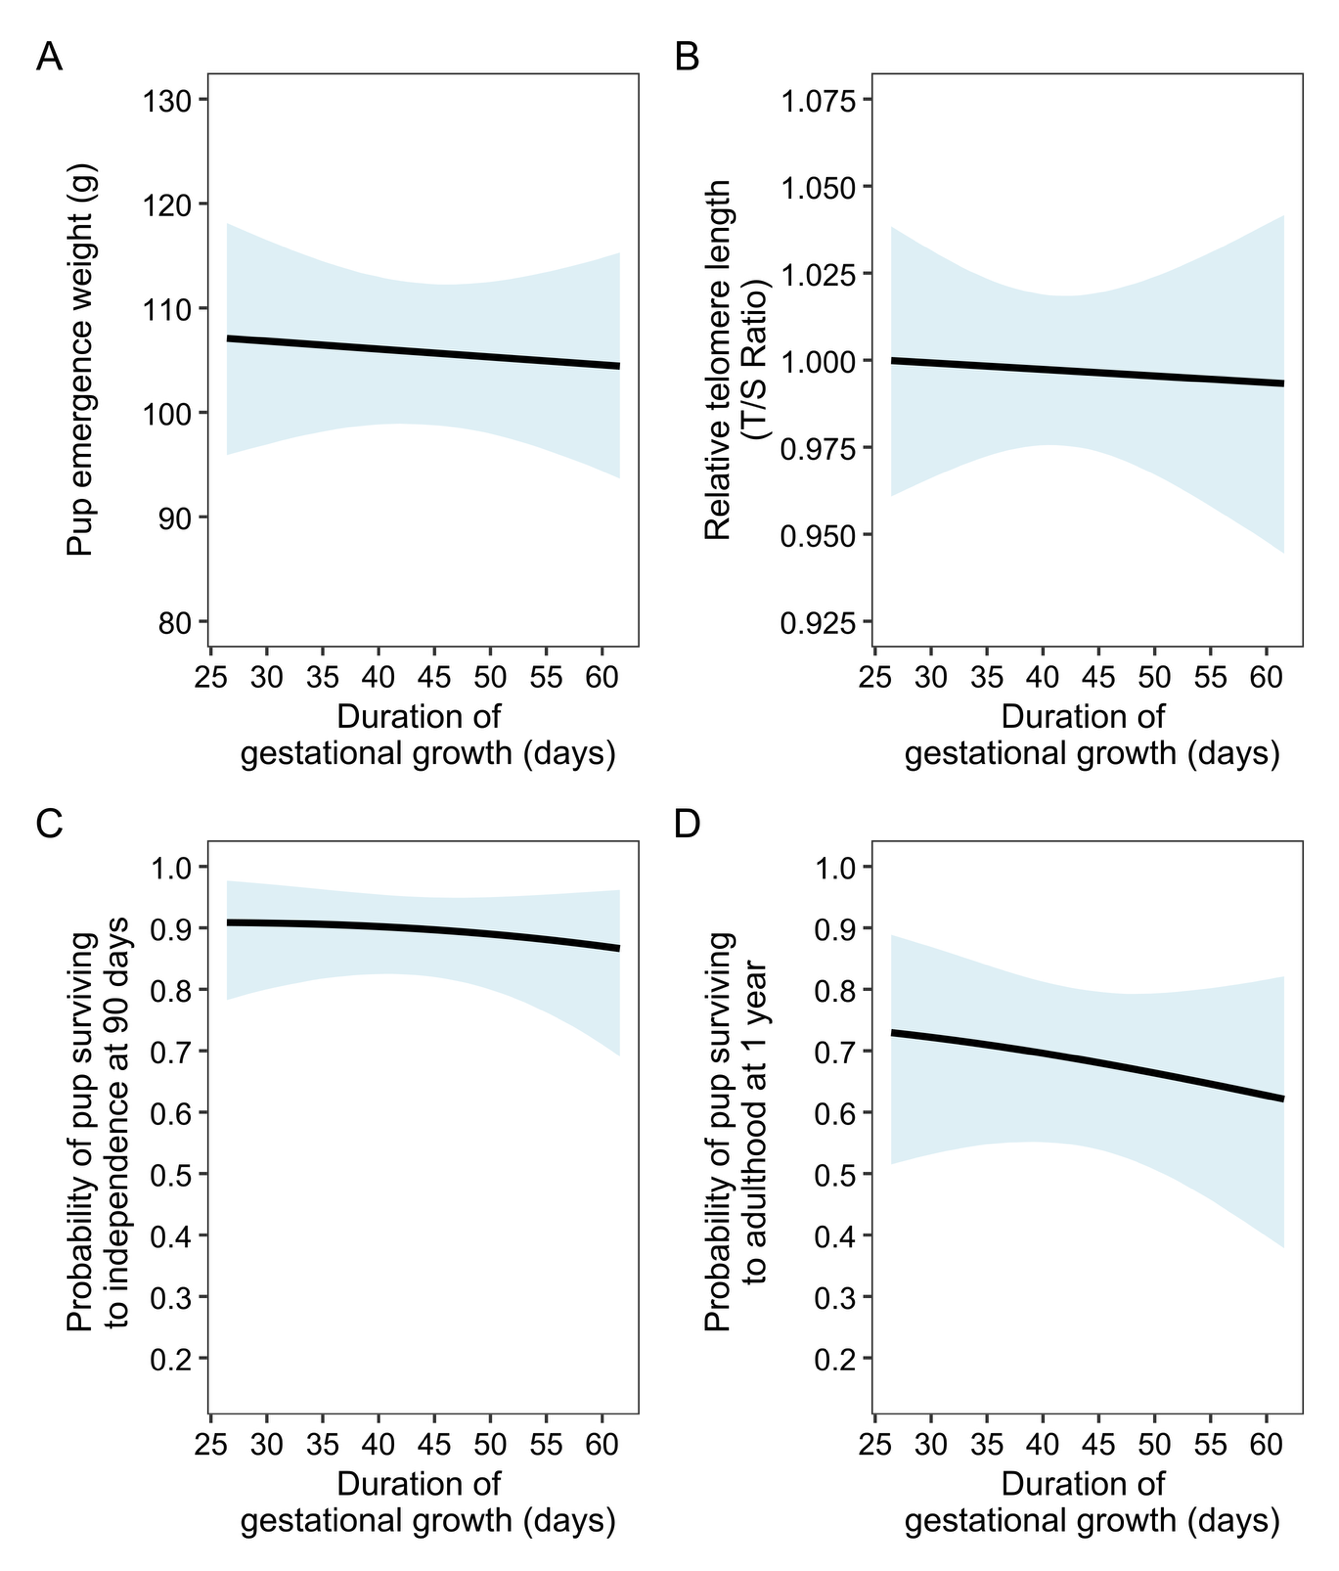 A
Pup emergence weight (g)
130
120
110
100
90
80
25 30 35 40 45 50 55 60
Duration of
gestational growth (days)
B
Relative telomere length
(T/S Ratio)
1.075
1.050
1.025
1.000
0.975
0.950
0.925
25 30 35 40 45 50 55 60
Duration of
gestational growth (days)
C
Probability of pup surviving
to independence at 90 days
1.0
0.9
0.8
0.7
0.6
0.5
0.4
0.3
0.2
25 30 35 40 45 50 55 60
Duration of
gestational growth (days)
D
Probability of pup surviving
to adulthood at 1 year
1.0
0.9
0.8
0.7
0.6
0.5
0.4
0.3
0.2
25 30 35 40 45 50 55 60
Duration of
gestational growth (days)